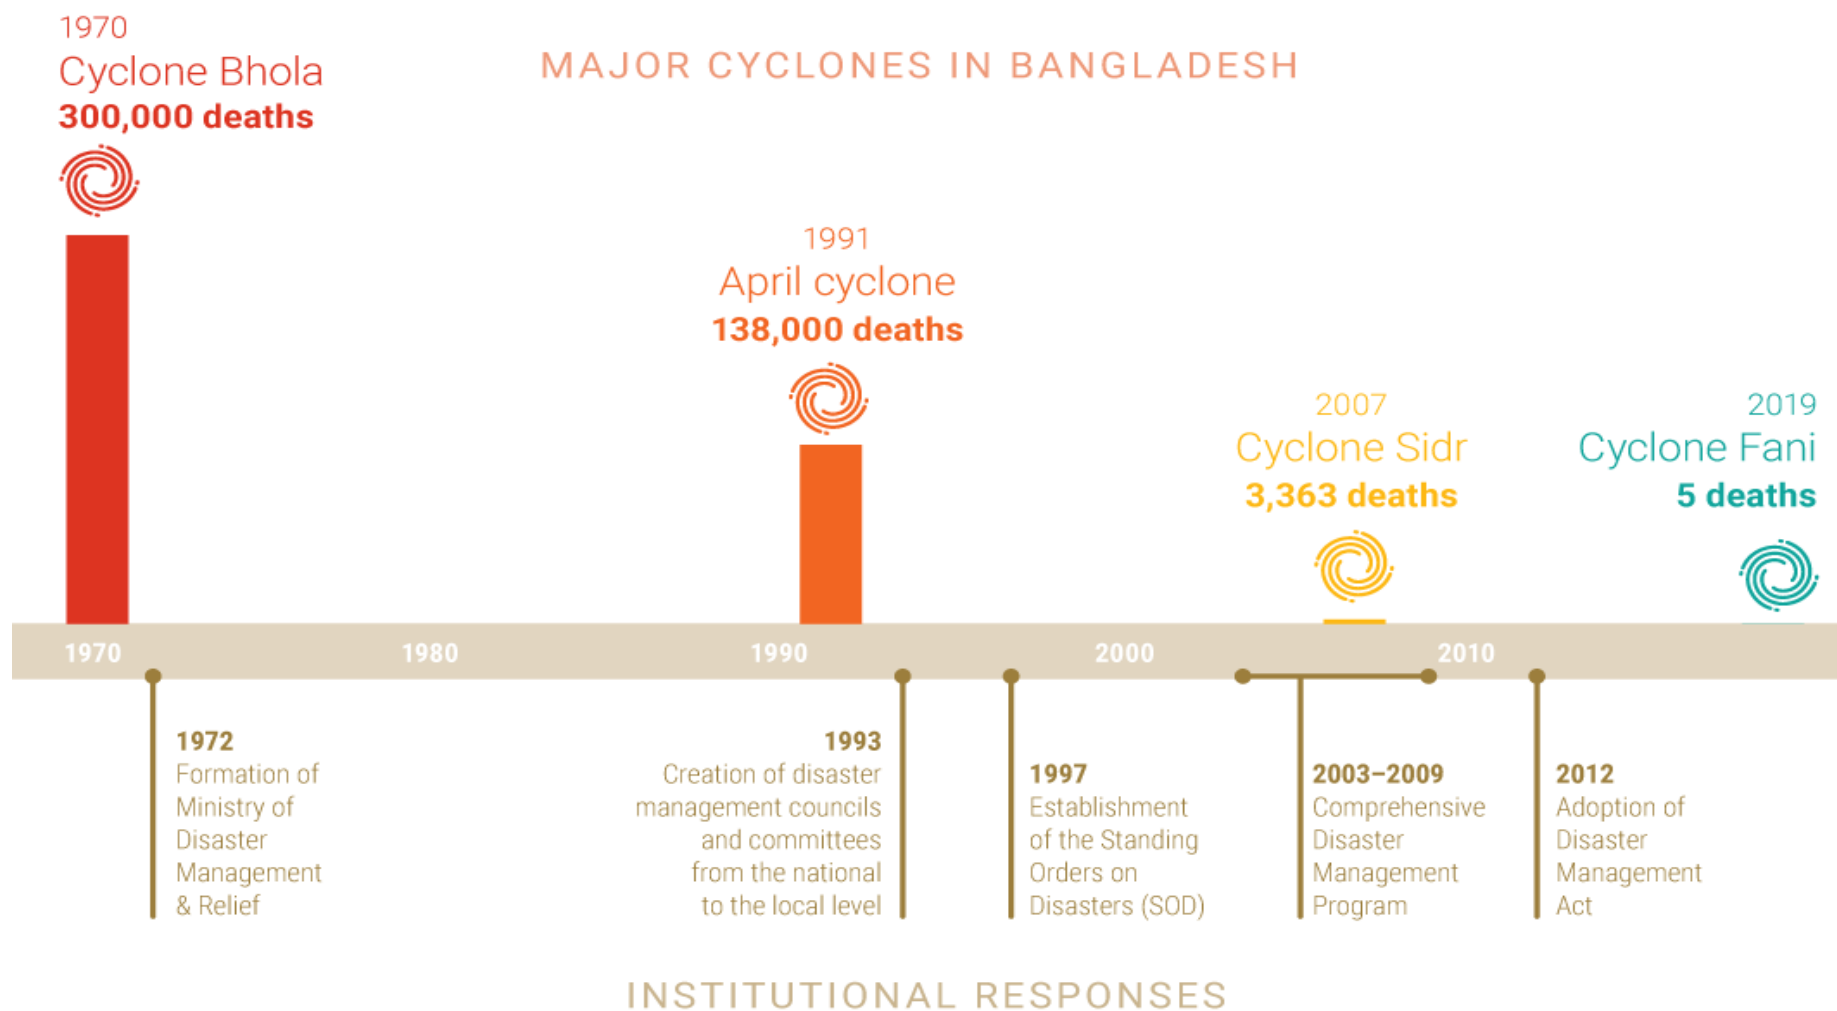 1970
Cyclone Bhola
300,000 deaths
MAJOR CYCLONES IN BANGLADESH
1991
April cyclone
138,000 deaths
2007
Cyclone Sidr
3,363 deaths
2019
Cyclone Fani
5 deaths
1970
1980
1990
2000
2010
1972
Formation of
Ministry of
Disaster
Management
& Relief
1993
Creation of disaster
management councils
and committees
from the national
to the local level
1997
Establishment
of the Standing
Orders on
Disasters (SOD)
2003–2009
Comprehensive
Disaster
Management
Program
2012
Adoption of
Disaster
Management
Act
INSTITUTIONAL RESPONSES